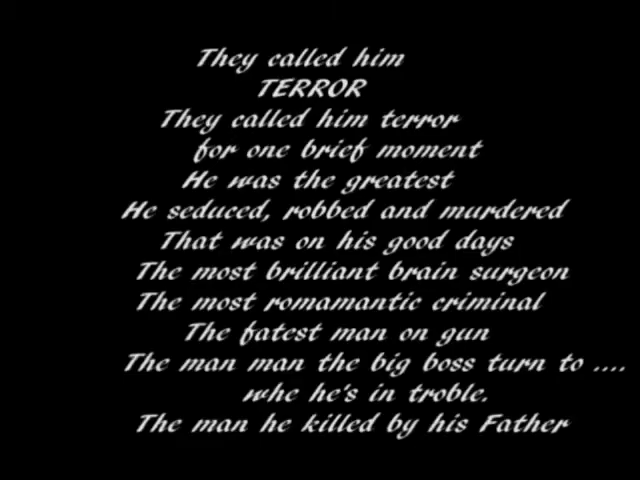 They called him
TERROR
They called him terror
for one brief moment
He was the greatest
He seduced, robbed and murdered
That was on his good days
The most brilliant brain surgeon
The most romamantic criminal
The fatest man on gun
The man man the big boss turn to ....
whe he's in troble.
The man he killed by his Father